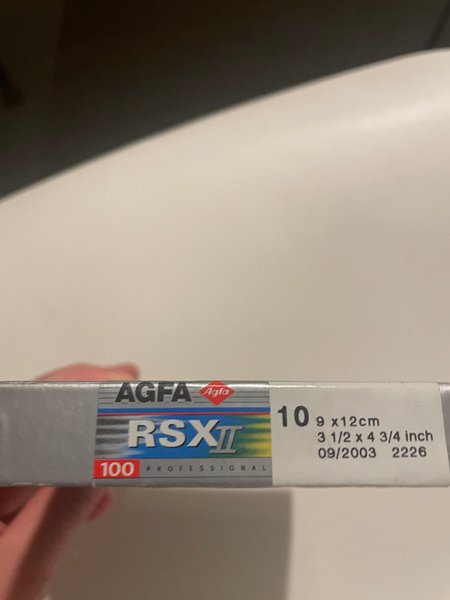 AGFA Agfa
RSX II
100 PROFESSIONAL
10 9 x12cm
3 1/2 x 4 3/4 inch
09/2003 2226